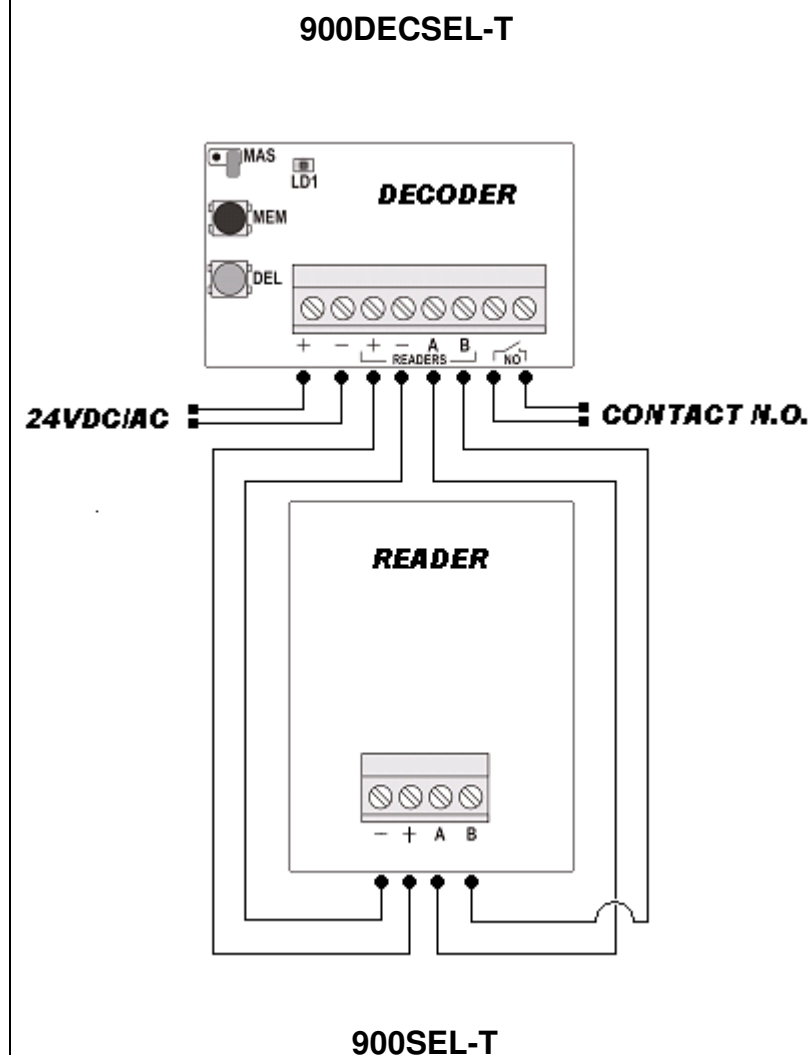 900DECSEL-T
MAS
LD1
DECODER
MEM
DEL
+ − + − A B NO
READERS
24VDC/AC
CONTACT N.O.
READER
− + A B
900SEL-T